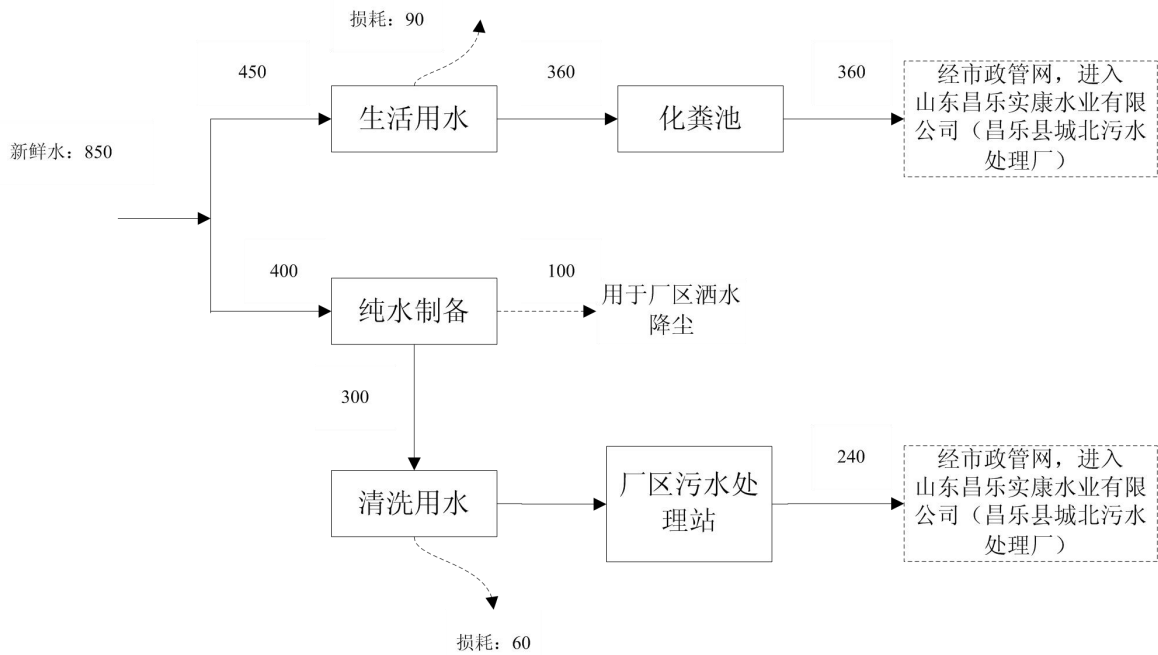 损耗：90
450
360
360
新鲜水：850
生活用水
化粪池
经市政管网，进入
山东昌乐实康水业有限
公司（昌乐县城北污水
处理厂）
400
100
纯水制备
用于厂区洒水
降尘
300
清洗用水
厂区污水处
理站
240
经市政管网，进入
山东昌乐实康水业有限
公司（昌乐县城北污水
处理厂）
损耗：60